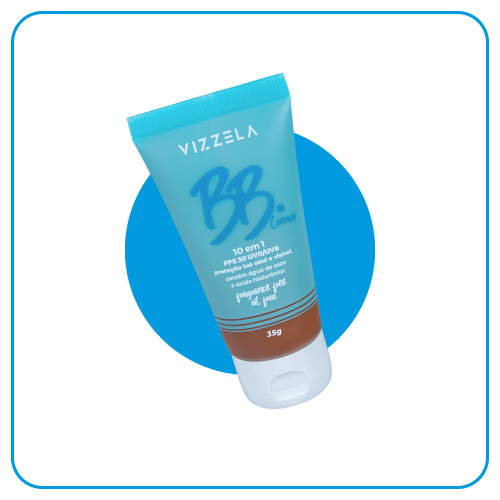 VIZZELA
BB.
Cream
10 em 1
FPS 30 UVA/UVB
Proteção luz azul e visível
contém água de coco
e ácido hialurônico
fragrance free
oil free
35g